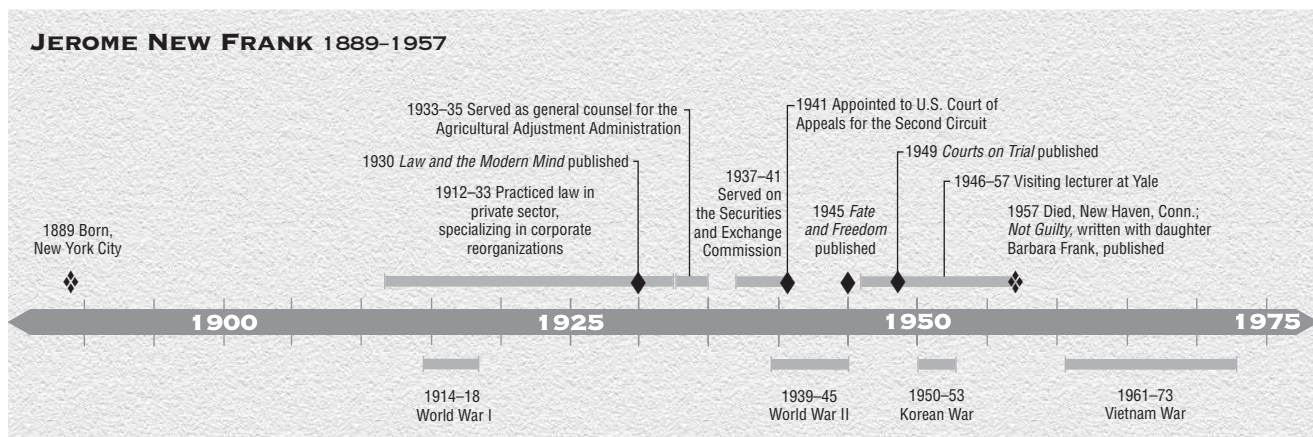 JEROME NEW FRANK 1889–1957
1933–35 Served as general counsel for the
Agricultural Adjustment Administration
1941 Appointed to U.S. Court of
Appeals for the Second Circuit
1930 Law and the Modern Mind published
1949 Courts on Trial published
1912–33 Practiced law in
private sector,
specializing in corporate
reorganizations
1937–41
Served on
the Securities
and Exchange
Commission
1946–57 Visiting lecturer at Yale
1945 Fate
and Freedom
published
1957 Died, New Haven, Conn.;
Not Guilty, written with daughter
Barbara Frank, published
1889 Born,
New York City
1900 1925 1950 1975
1914–18
World War I
1939–45
World War II
1950–53
Korean War
1961–73
Vietnam War